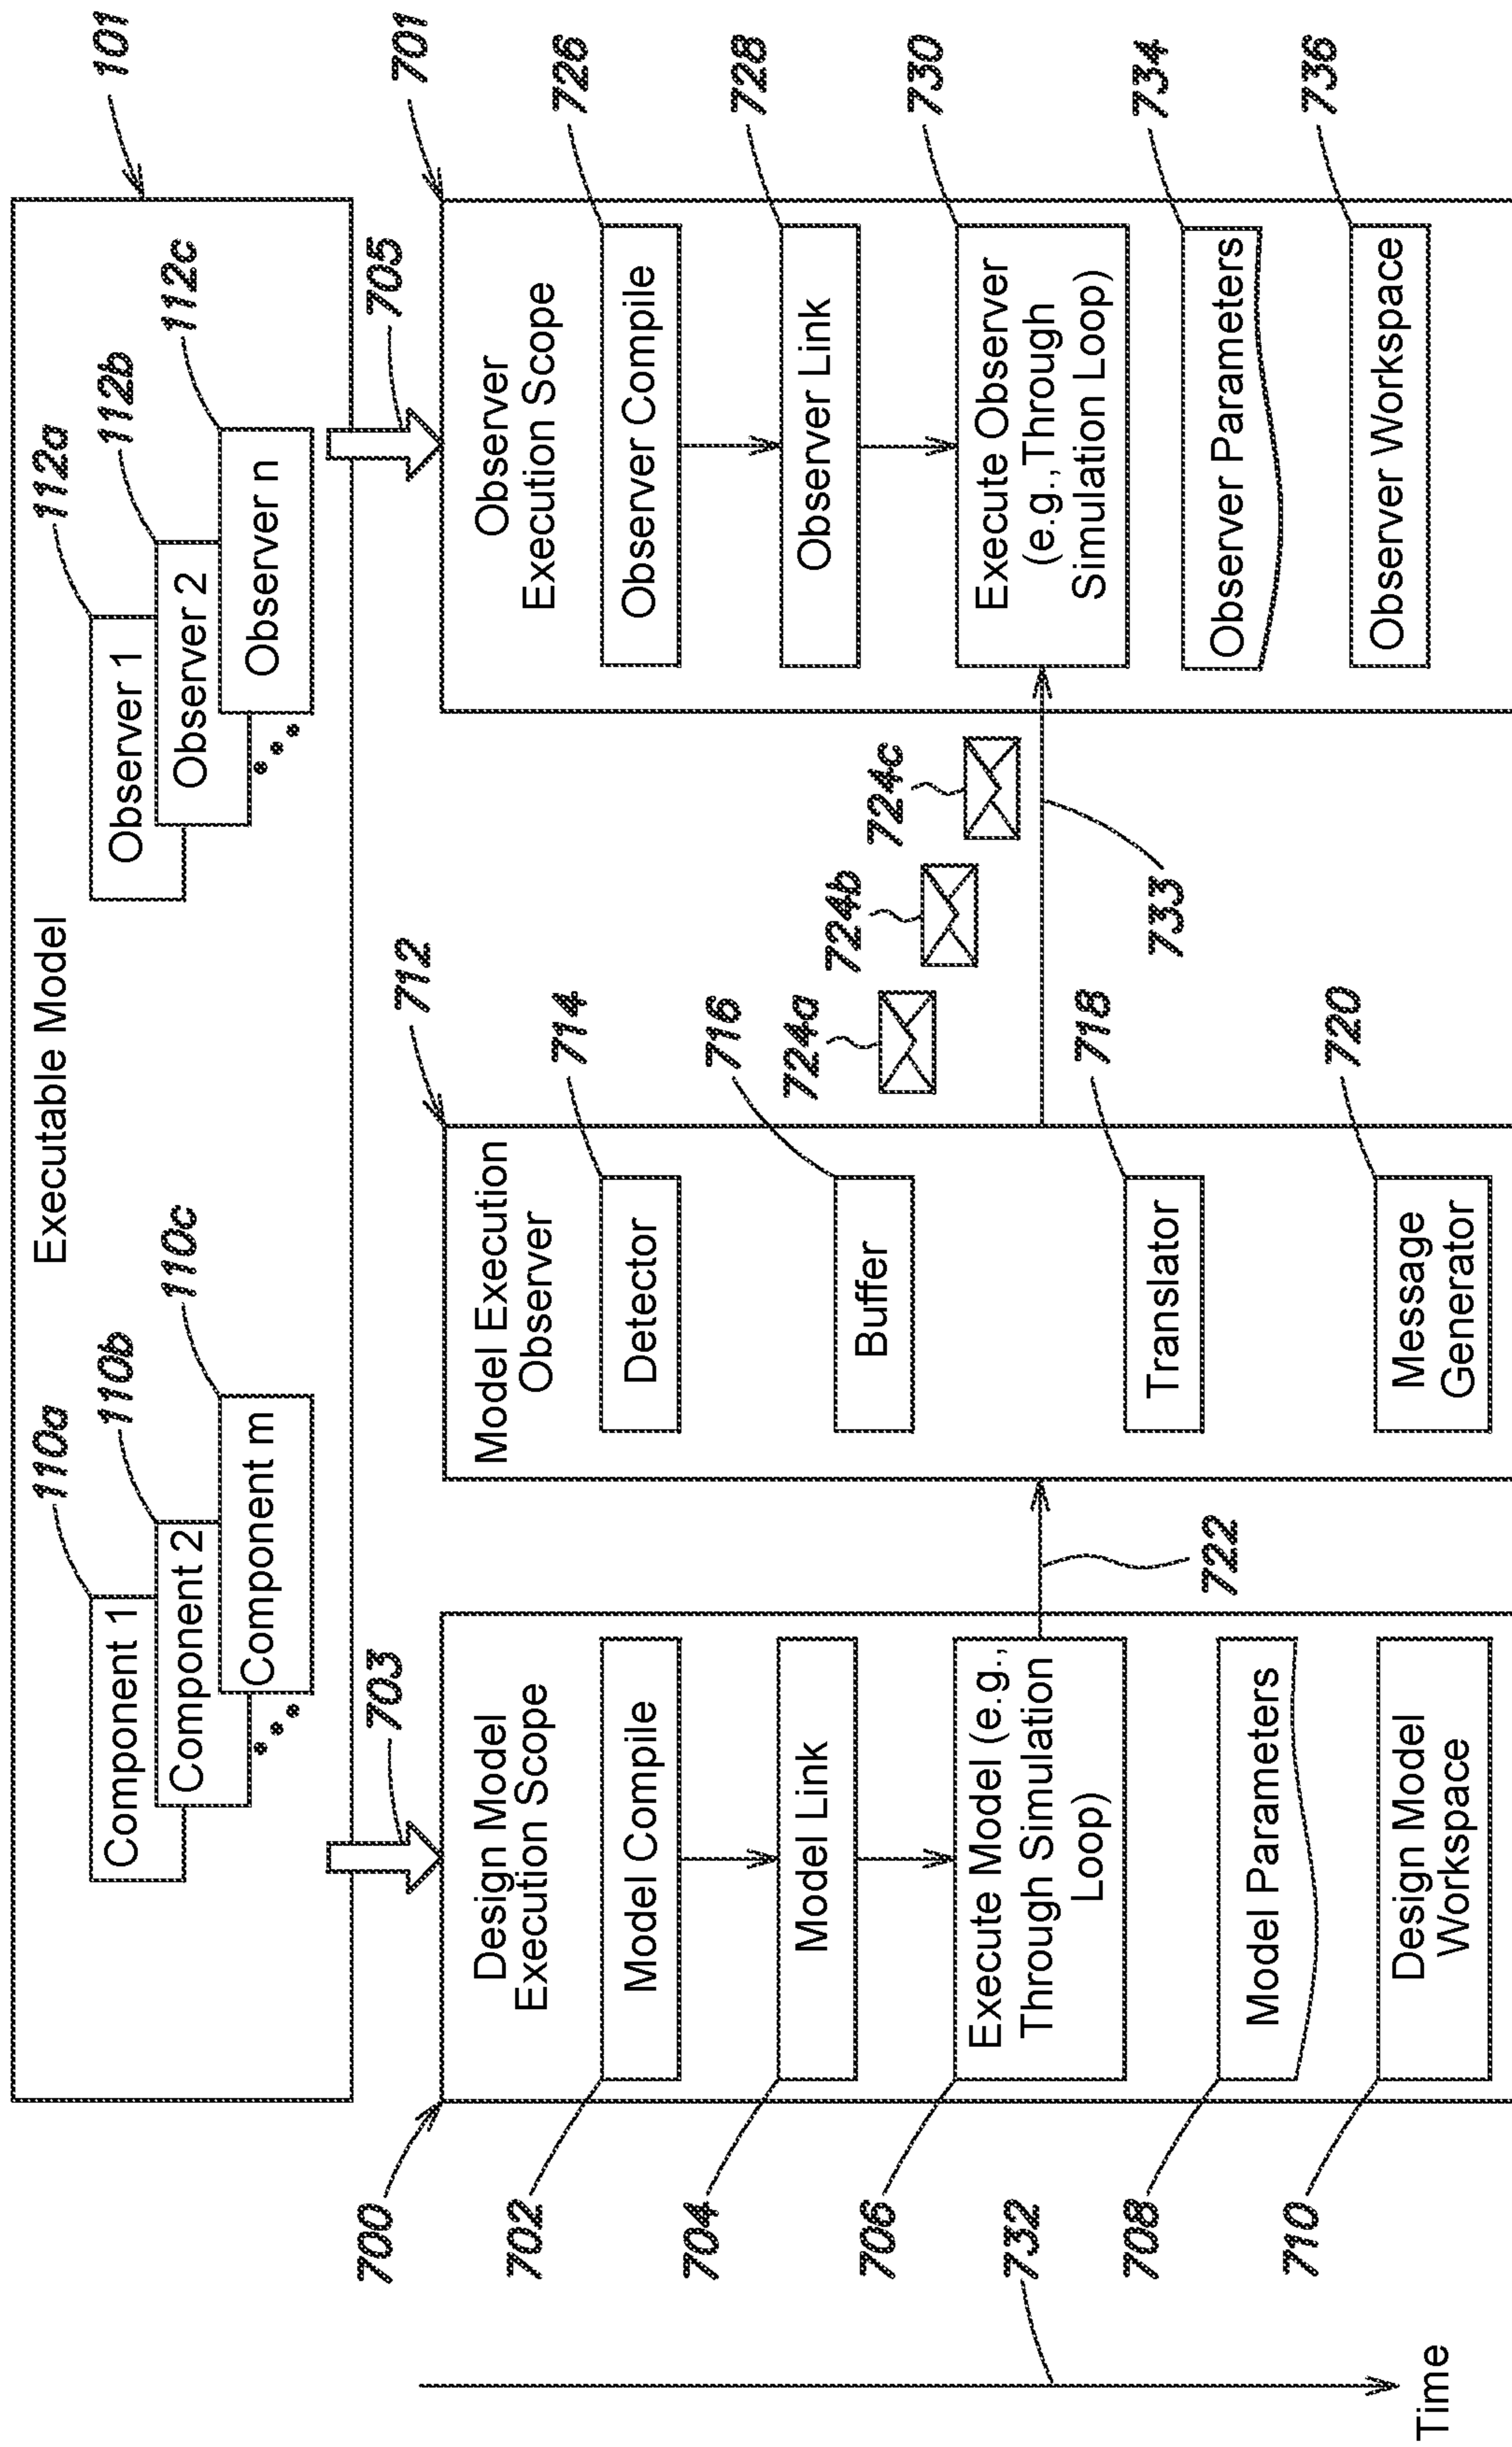 Executable Model
101
110a
Component 1
110b
Component 2
110c
Component m
112a
Observer 1
112b
Observer 2
112c
Observer n
703
705
700
Design Model
Execution Scope
702
Model Compile
704
Model Link
706
Execute Model (e.g.,
Through Simulation
Loop)
708
Model Parameters
710
Design Model
Workspace
722
712
Model Execution
Observer
714
Detector
716
Buffer
718
Translator
720
Message
Generator
724a
724b
724c
733
701
Observer
Execution Scope
726
Observer Compile
728
Observer Link
730
Execute Observer
(e.g.,Through
Simulation Loop)
734
Observer Parameters
736
Observer Workspace
732
Time